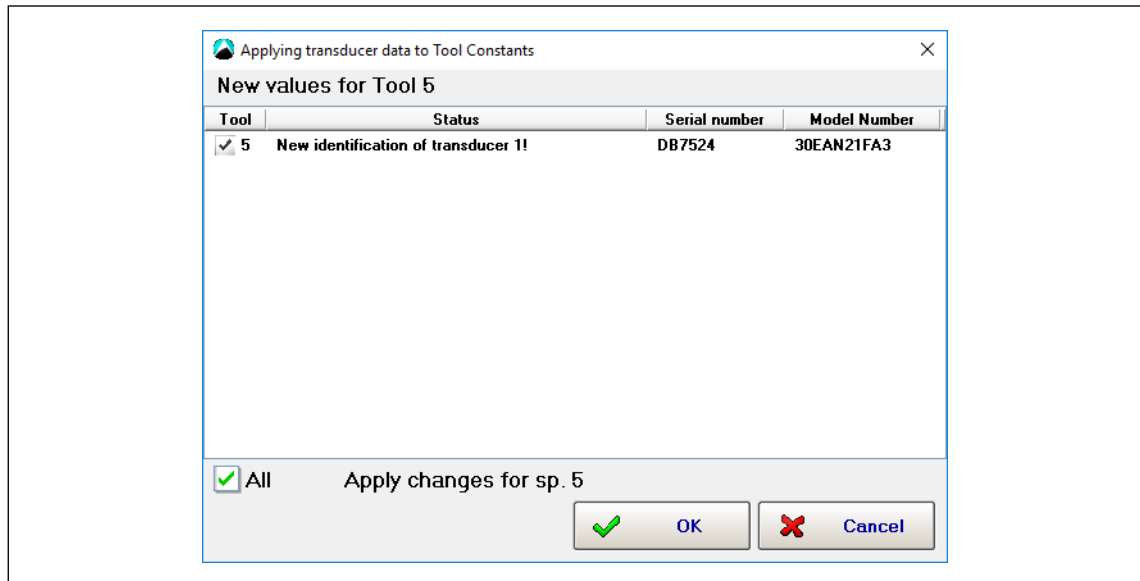 Applying transducer data to Tool Constants
New values for Tool 5
Tool Status Serial number Model Number
5 New identification of transducer 1! DB7524 30EAN21FA3
All Apply changes for sp. 5
OK Cancel